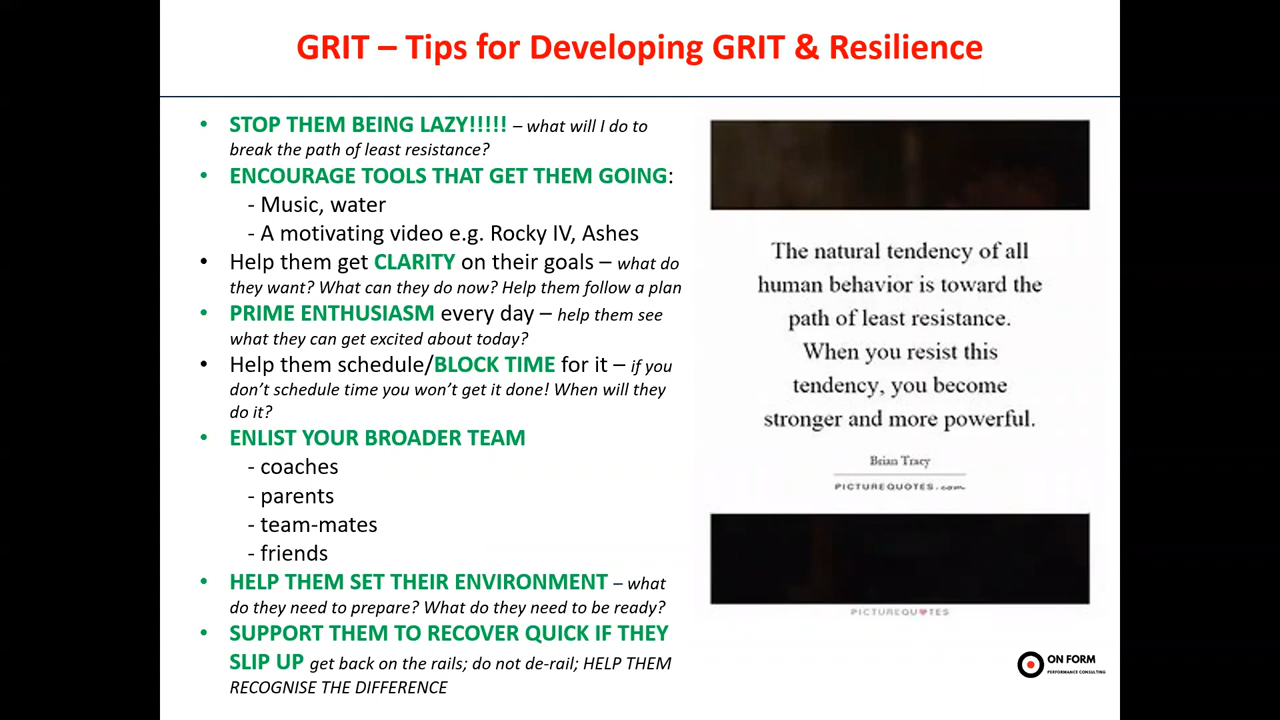 GRIT – Tips for Developing GRIT & Resilience
• STOP THEM BEING LAZY!!!!! – what will I do to
break the path of least resistance?
• ENCOURAGE TOOLS THAT GET THEM GOING:
- Music, water
- A motivating video e.g. Rocky IV, Ashes
• Help them get CLARITY on their goals – what do
they want? What can they do now? Help them follow a plan
• PRIME ENTHUSIASM every day – help them see
what they can get excited about today?
• Help them schedule/BLOCK TIME for it – if you
don't schedule time you won't get it done! When will they
do it?
• ENLIST YOUR BROADER TEAM
- coaches
- parents
- team-mates
- friends
• HELP THEM SET THEIR ENVIRONMENT – what
do they need to prepare? What do they need to be ready?
• SUPPORT THEM TO RECOVER QUICK IF THEY
SLIP UP get back on the rails; do not de-rail; HELP THEM
RECOGNISE THE DIFFERENCE
The natural tendency of all
human behavior is toward the
path of least resistance.
When you resist this
tendency, you become
stronger and more powerful.
Brian Tracy
PICTUREQUOTES.com
PICTUREQU♥TES
ON FORM
PERFORMANCE CONSULTING